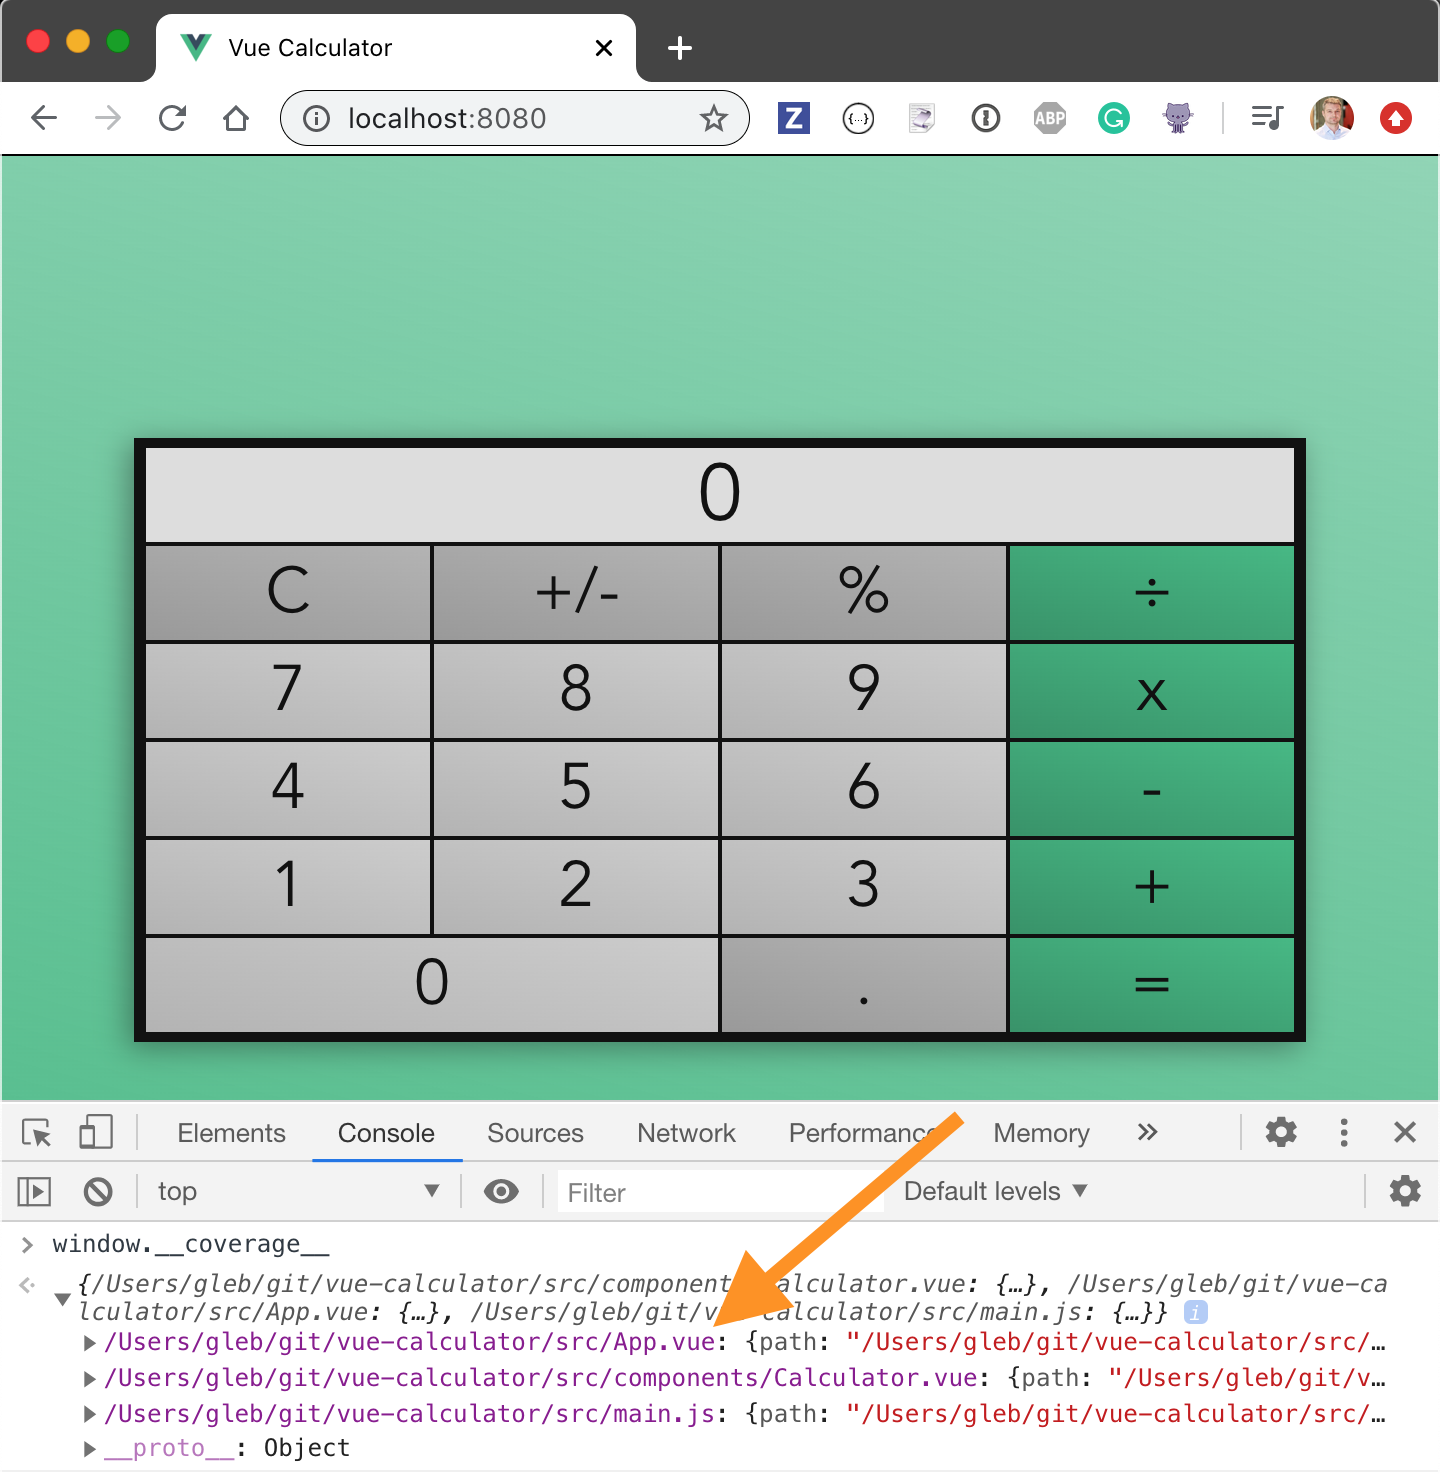 Vue Calculator
localhost:8080
Z
{...}
ABP
G
0
C +/- % ÷
7 8 9 x
4 5 6 -
1 2 3 +
0 . =
Elements Console Sources Network Performance Memory
top Filter Default levels
window.__coverage__
{/Users/gleb/git/vue-calculator/src/components/Calculator.vue: {…}, /Users/gleb/git/vue-ca
lculator/src/App.vue: {…}, /Users/gleb/git/vue-calculator/src/main.js: {…}} i
/Users/gleb/git/vue-calculator/src/App.vue: {path: "/Users/gleb/git/vue-calculator/src/…
/Users/gleb/git/vue-calculator/src/components/Calculator.vue: {path: "/Users/gleb/git/v…
/Users/gleb/git/vue-calculator/src/main.js: {path: "/Users/gleb/git/vue-calculator/src/…
__proto__: Object